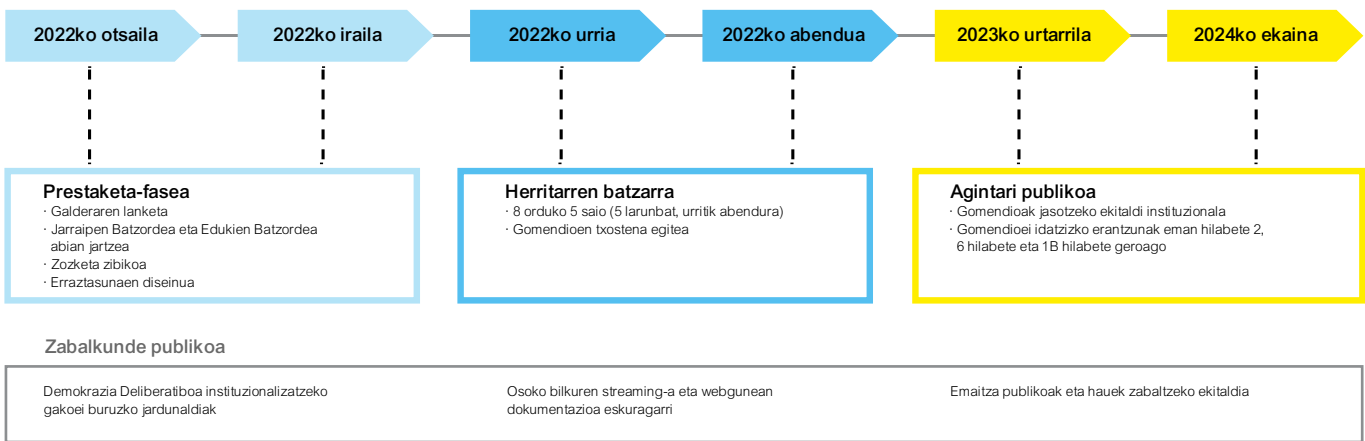 2022ko otsaila
2022ko iraila
2022ko urria
2022ko abendua
2023ko urtarrila
2024ko ekaina
Prestaketa-fasea
· Galderaren lanketa
· Jarraipen Batzordea eta Edukien Batzordea
abian jartzea
· Zozketa zibikoa
· Erraztasunaen diseinua
Herritarren batzarra
· 8 orduko 5 saio (5 larunbat, urritik abendura)
· Gomendioen txostena egitea
Agintari publikoa
· Gomendioak jasotzeko ekitaldi instituzionala
· Gomendioei idatzizko erantzunak eman hilabete 2,
6 hilabete eta 1B hilabete geroago
Zabalkunde publikoa
Demokrazia Deliberatiboa instituzionalizatzeko
gakoei buruzko jardunaldiak
Osoko bilkuren streaming-a eta webgunean
dokumentazioa eskuragarri
Emaitza publikoak eta hauek zabaltzeko ekitaldia